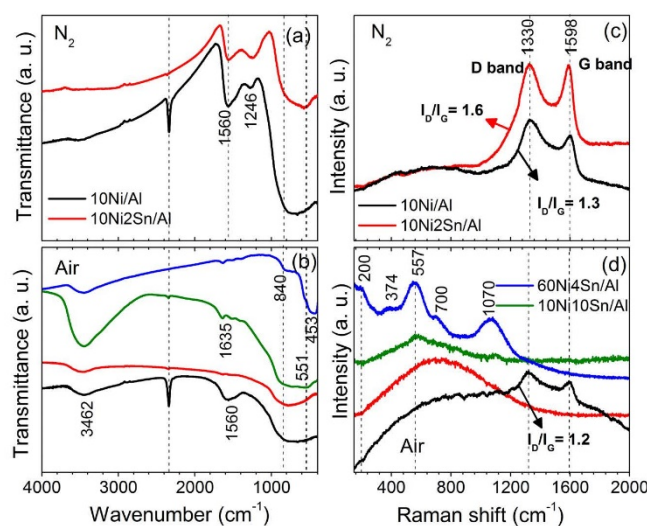 N2
(a)
Transmittance (a. u.)
1560
1246
10Ni/Al
10Ni2Sn/Al
Air
(b)
Transmittance (a. u.)
840
551
453
1635
3462
1560
4000 3000 2000 1000
Wavenumber (cm-1)
N2
(c)
1330
1598
D band
G band
Intensity (a. u.)
ID/IG= 1.6
10Ni/Al
10Ni2Sn/Al
ID/IG= 1.3
(d)
200
374
557
700
1070
60Ni4Sn/Al
10Ni10Sn/Al
Intensity (a. u.)
Air
ID/IG= 1.2
400 800 1200 1600 2000
Raman shift (cm-1)